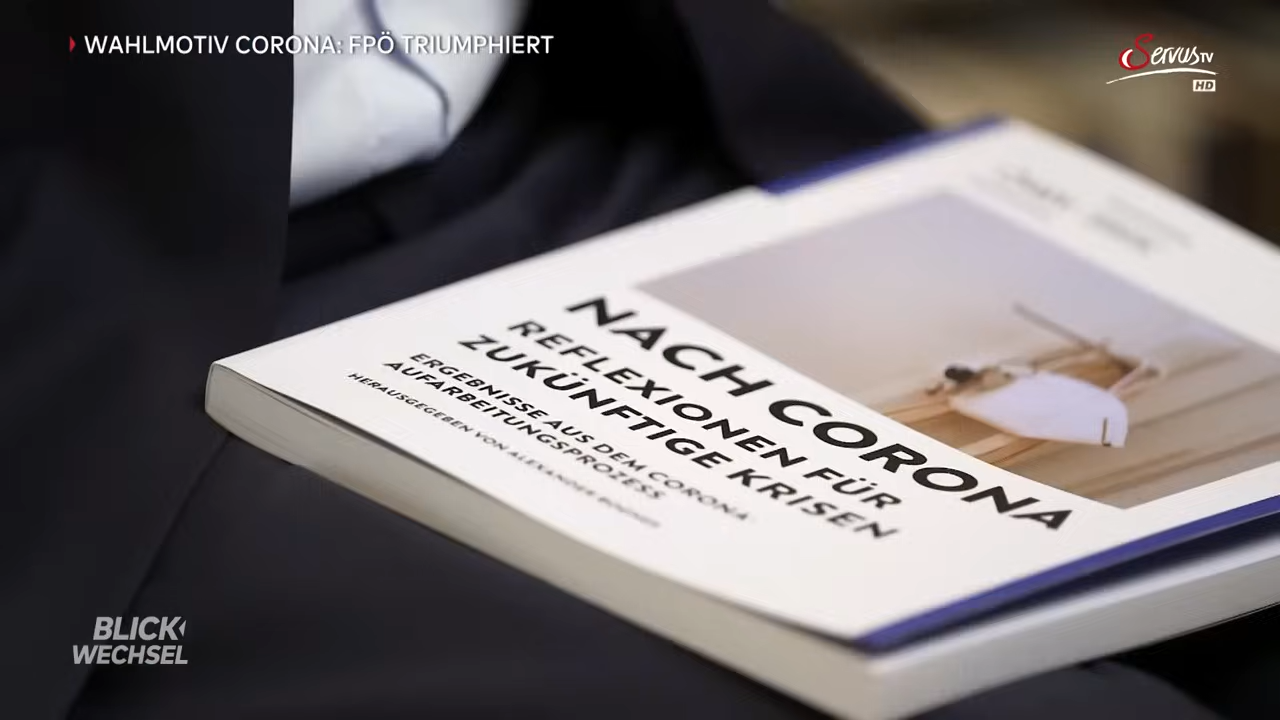 WAHLMOTIV CORONA: FPÖ TRIUMPHIERT
ServusTV
HD
NACH CORONA
REFLEXIONEN FÜR
ZUKÜNFTIGE KRISEN
ERGEBNISSE AUS DEM CORONA-
AUFARBEITUNGSPROZESS
HERAUSGEGEBEN VON ALEXANDER
BLICK
WECHSEL